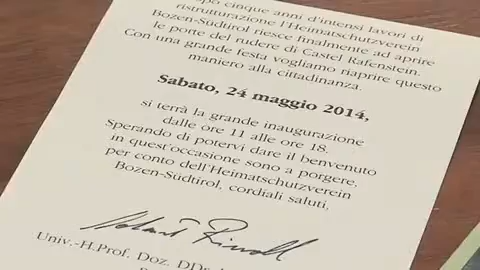 cinque anni d'intensi lavori di
ristrutturazione l'Heimatschutzverein
Bozen-Südtirol riesce finalmente ad aprire
le porte del rudere di Castel Rafenstein.
Con una grande festa vogliamo riaprire questo
maniero alla cittadinanza.
Sabato, 24 maggio 2014,
si terrà la grande inaugurazione
dalle ore 11 alle ore 18.
Sperando di potervi dare il benvenuto
in quest'occasione sono a porgere,
per conto dell'Heimatschutzverein
Bozen-Südtirol, cordiali saluti,
Univ.-H.Prof. Doz.